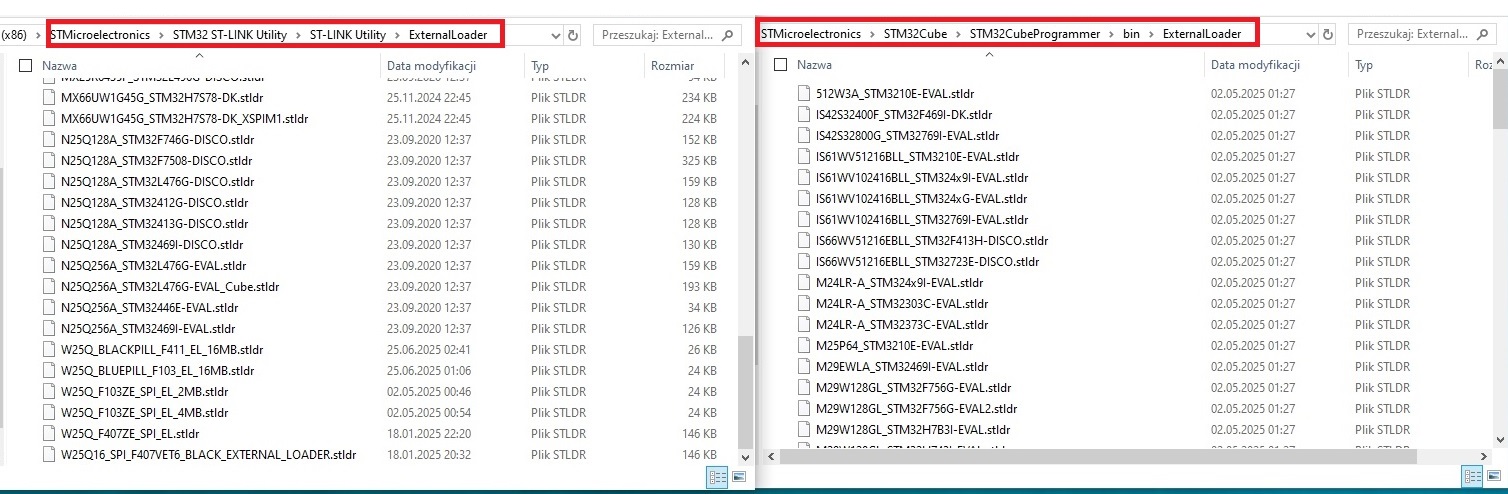 (x86) > STMicroelectronics > STM32 ST-LINK Utility > ST-LINK Utility > ExternalLoader
Przeszukaj: External...
Nazwa Data modyfikacji Typ Rozmiar
MX66UW1G45G_STM32H7S78-DK.stldr 25.11.2024 22:45 Plik STLDR 234 KB
MX66UW1G45G_STM32H7S78-DK_XSPIM1.stldr 25.11.2024 22:45 Plik STLDR 224 KB
N25Q128A_STM32F746G-DISCO.stldr 23.09.2020 12:37 Plik STLDR 152 KB
N25Q128A_STM32F7508-DISCO.stldr 23.09.2020 12:37 Plik STLDR 325 KB
N25Q128A_STM32L476G-DISCO.stldr 23.09.2020 12:37 Plik STLDR 159 KB
N25Q128A_STM32412G-DISCO.stldr 23.09.2020 12:37 Plik STLDR 128 KB
N25Q128A_STM32413G-DISCO.stldr 23.09.2020 12:37 Plik STLDR 128 KB
N25Q128A_STM32469I-DISCO.stldr 23.09.2020 12:37 Plik STLDR 130 KB
N25Q256A_STM32L476G-EVAL.stldr 23.09.2020 12:37 Plik STLDR 159 KB
N25Q256A_STM32L476G-EVAL_Cube.stldr 23.09.2020 12:37 Plik STLDR 193 KB
N25Q256A_STM32446E-EVAL.stldr 23.09.2020 12:37 Plik STLDR 34 KB
N25Q256A_STM32469I-EVAL.stldr 23.09.2020 12:37 Plik STLDR 126 KB
W25Q_BLACKPILL_F411_EL_16MB.stldr 25.06.2025 02:41 Plik STLDR 26 KB
W25Q_BLUEPILL_F103_EL_16MB.stldr 25.06.2025 01:06 Plik STLDR 24 KB
W25Q_F103ZE_SPI_EL_2MB.stldr 02.05.2025 00:46 Plik STLDR 24 KB
W25Q_F103ZE_SPI_EL_4MB.stldr 02.05.2025 00:54 Plik STLDR 24 KB
W25Q_F407ZE_SPI_EL.stldr 18.01.2025 22:20 Plik STLDR 146 KB
W25Q16_SPI_F407VET6_BLACK_EXTERNAL_LOADER.stldr 18.01.2025 20:32 Plik STLDR 146 KB
STMicroelectronics > STM32Cube > STM32CubeProgrammer > bin > ExternalLoader
Przeszukaj: External...
Nazwa Data modyfikacji Typ Roz
512W3A_STM3210E-EVAL.stldr 02.05.2025 01:27 Plik STLDR
IS42S32400F_STM32F469I-DK.stldr 02.05.2025 01:27 Plik STLDR
IS42S32800G_STM32769I-EVAL.stldr 02.05.2025 01:27 Plik STLDR
IS61WV51216BLL_STM3210E-EVAL.stldr 02.05.2025 01:27 Plik STLDR
IS61WV102416BLL_STM324x9I-EVAL.stldr 02.05.2025 01:27 Plik STLDR
IS61WV102416BLL_STM324xG-EVAL.stldr 02.05.2025 01:27 Plik STLDR
IS61WV102416BLL_STM32769I-EVAL.stldr 02.05.2025 01:27 Plik STLDR
IS66WV51216EBLL_STM32F413H-DISCO.stldr 02.05.2025 01:27 Plik STLDR
IS66WV51216EBLL_STM32723E-DISCO.stldr 02.05.2025 01:27 Plik STLDR
M24LR-A_STM324x9I-EVAL.stldr 02.05.2025 01:27 Plik STLDR
M24LR-A_STM32303C-EVAL.stldr 02.05.2025 01:27 Plik STLDR
M24LR-A_STM32373C-EVAL.stldr 02.05.2025 01:27 Plik STLDR
M25P64_STM3210E-EVAL.stldr 02.05.2025 01:27 Plik STLDR
M29EWLA_STM32469I-EVAL.stldr 02.05.2025 01:27 Plik STLDR
M29W128GL_STM32F756G-EVAL.stldr 02.05.2025 01:27 Plik STLDR
M29W128GL_STM32F756G-EVAL2.stldr 02.05.2025 01:27 Plik STLDR
M29W128GL_STM32H7B3I-EVAL.stldr 02.05.2025 01:27 Plik STLDR